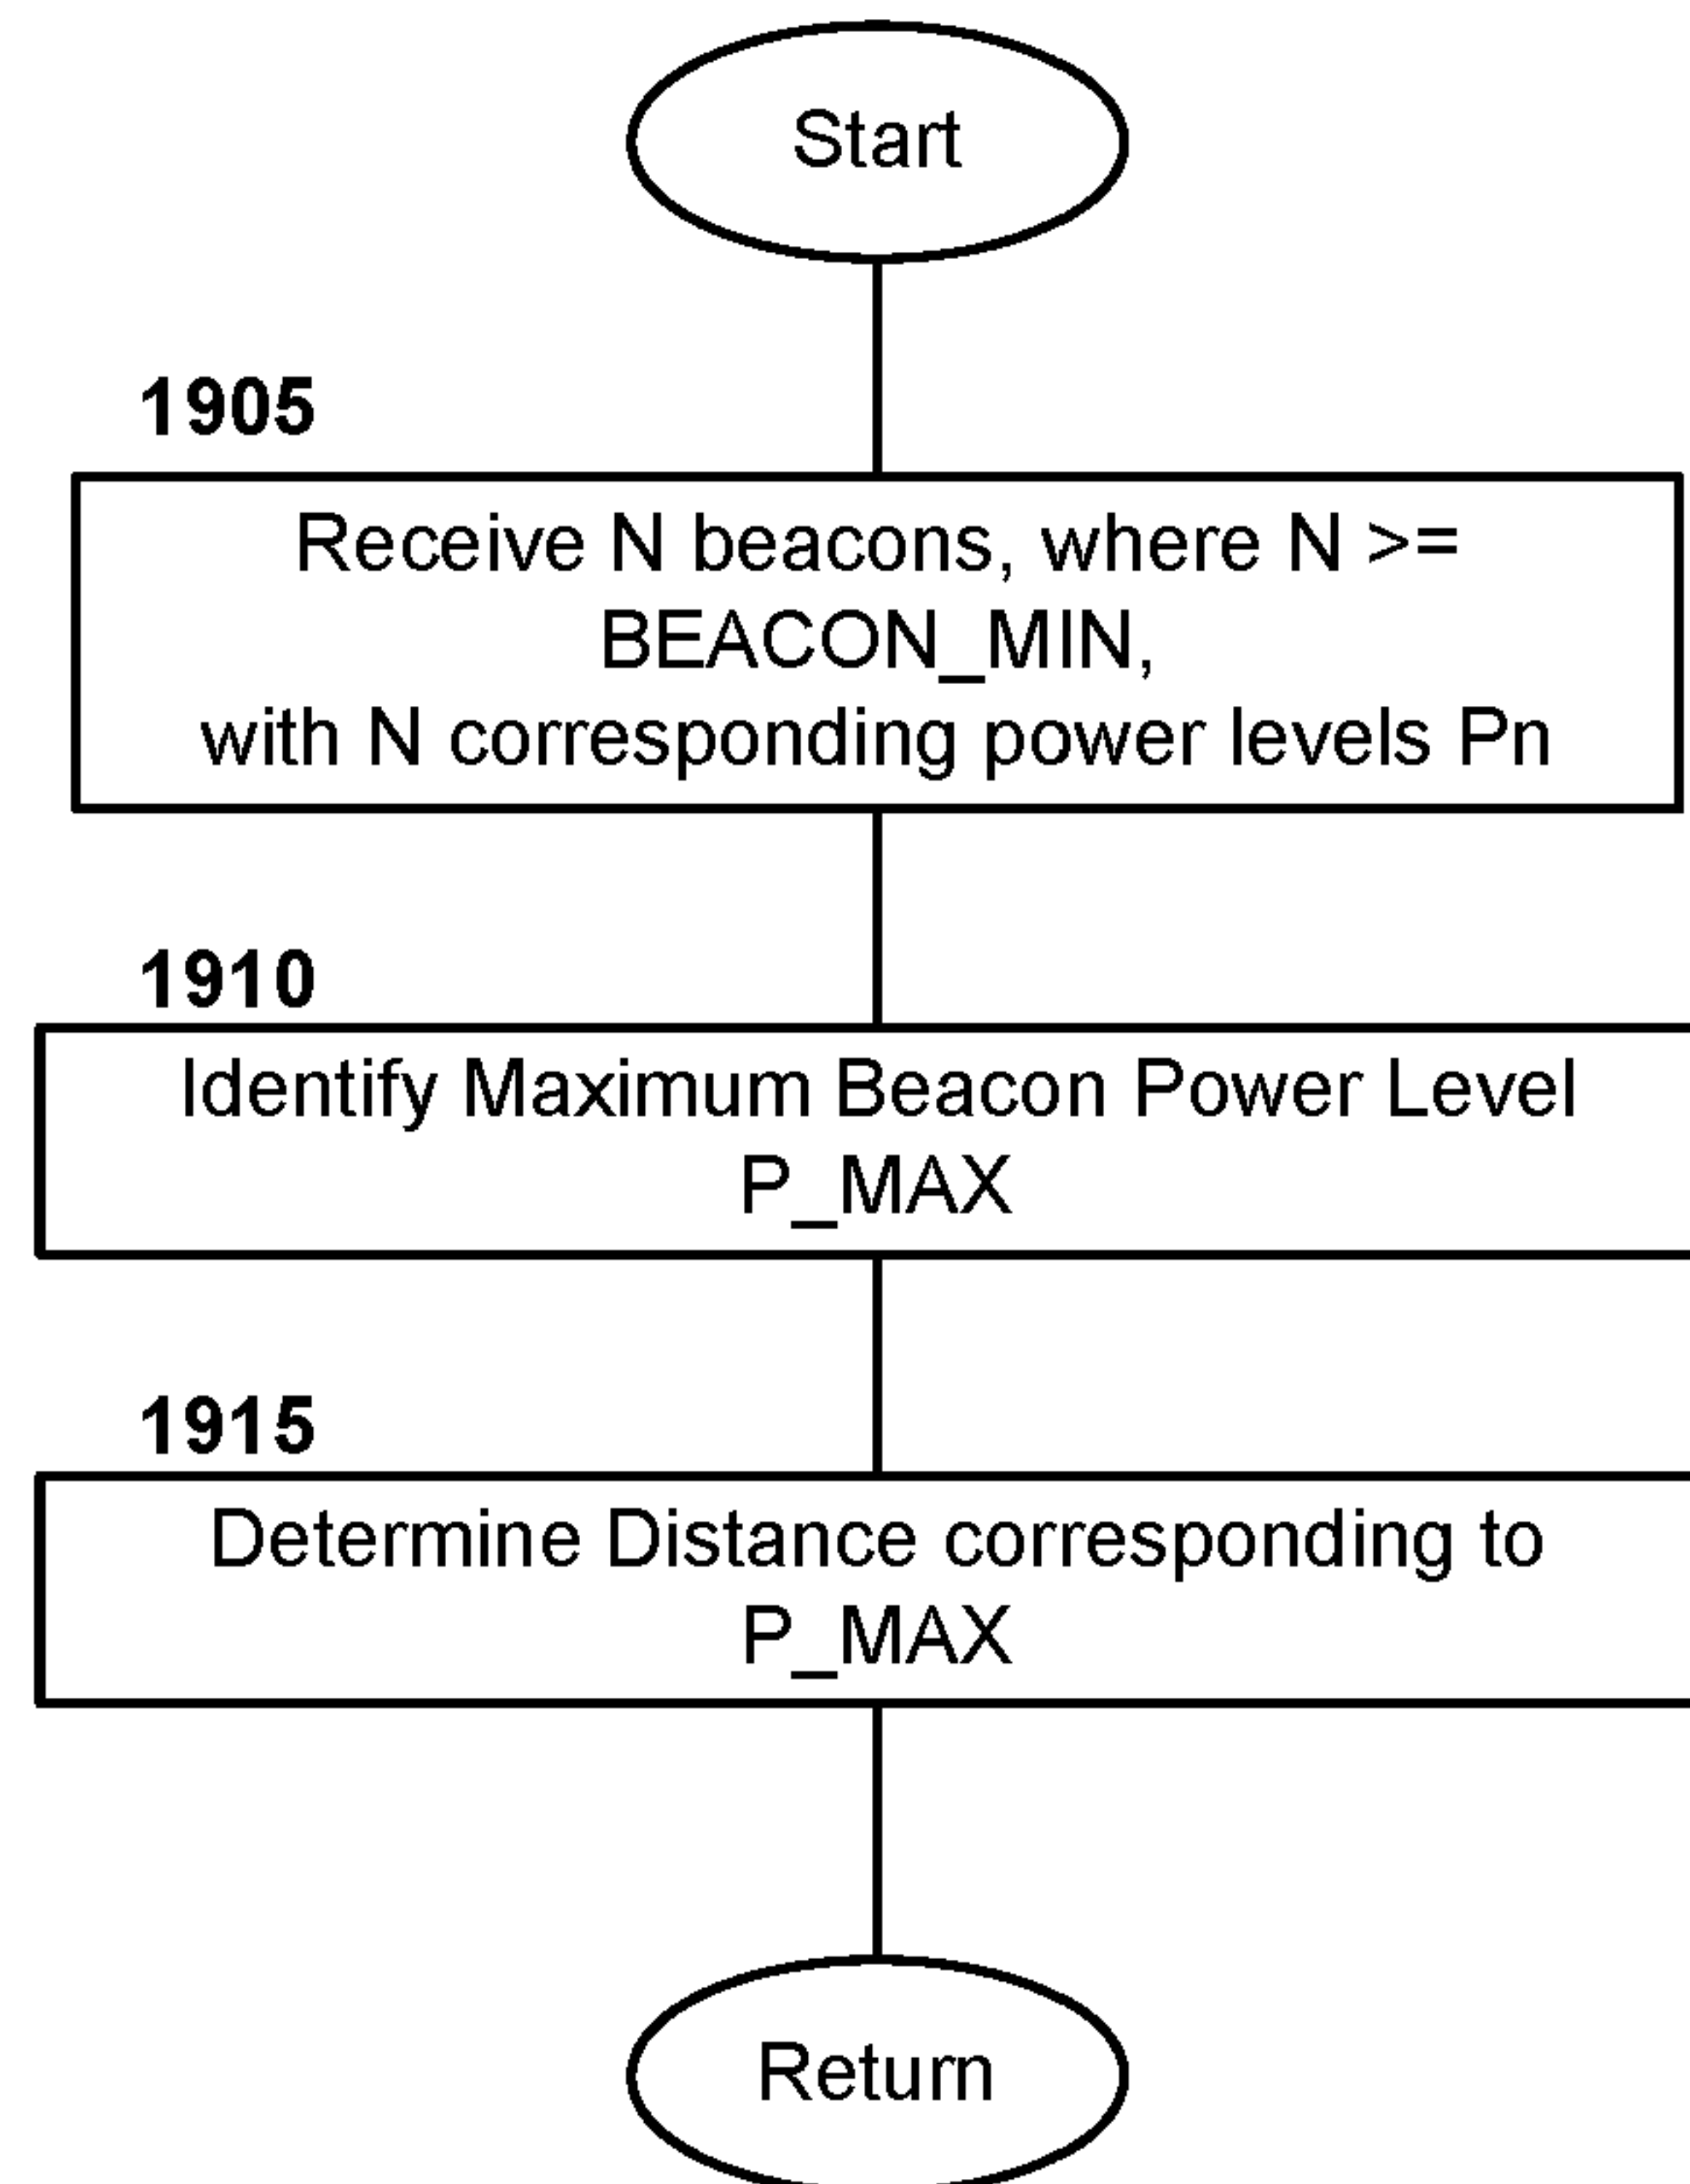 Start
1905
Receive N beacons, where N >=
BEACON_MIN,
with N corresponding power levels Pn
1910
Identify Maximum Beacon Power Level
P_MAX
1915
Determine Distance corresponding to
P_MAX
Return